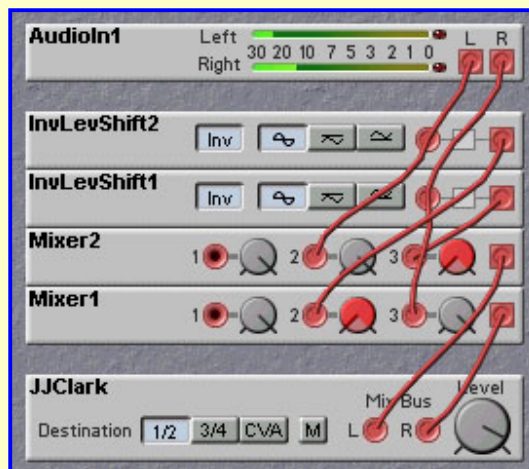 AudioIn1
Left
30 20 10 7 5 3 2 1 0
Right
L R
InvLevShift2
Inv
InvLevShift1
Inv
Mixer2
1 2 3
Mixer1
1 2 3
JJClark
Mix Bus
Level
Destination 1/2 3/4 CVA M L R